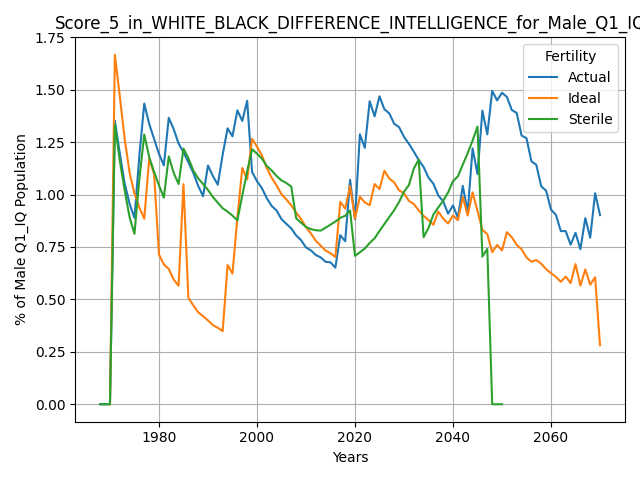 Score_5_in_WHITE_BLACK_DIFFERENCE_INTELLIGENCE_for_Male_Q1_IQ
Fertility
Actual
Ideal
Sterile
1.75
1.50
1.25
1.00
0.75
0.50
0.25
0.00
% of Male Q1_IQ Population
1980 2000 2020 2040 2060
Years